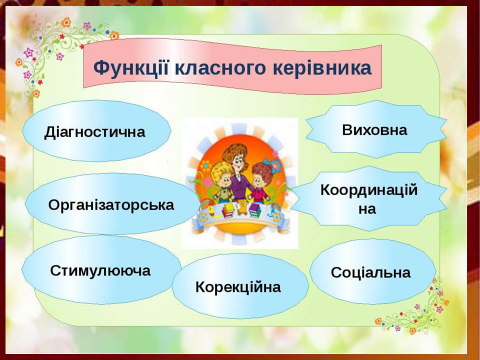 Функції класного керівника
Діагностична
Виховна
Організаторська
Координацій
на
Стимулююча
Корекційна
Соціальна